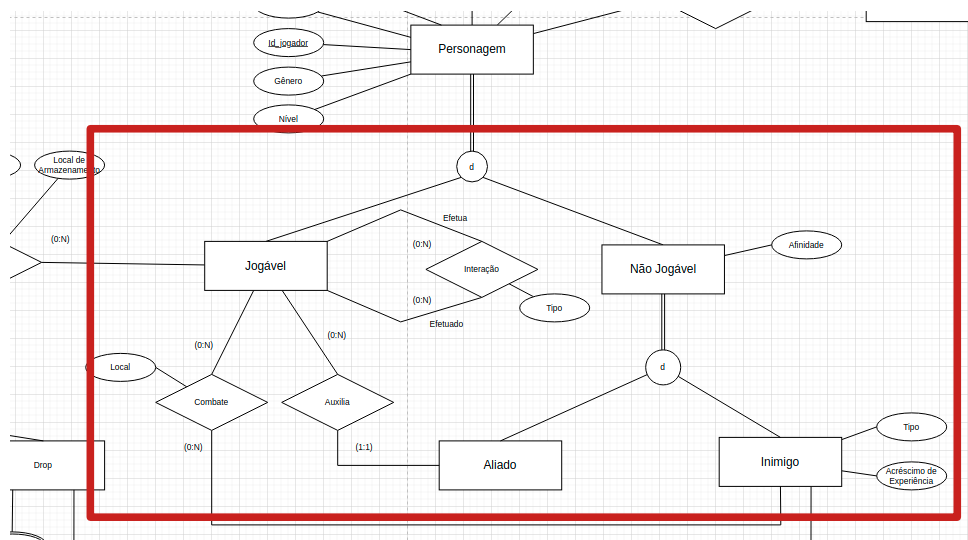 Id_jogador
Personagem
Gênero
Nível
Local de
Armazenamento
d
Efetua
(0:N)
(0:N)
Afinidade
Jogável
Interação
Não Jogável
(0:N)
Tipo
Efetuado
(0:N)
(0:N)
Local
d
Combate
Auxilia
(0:N)
(1:1)
Tipo
Drop
Aliado
Inimigo
Acréscimo de
Experiência